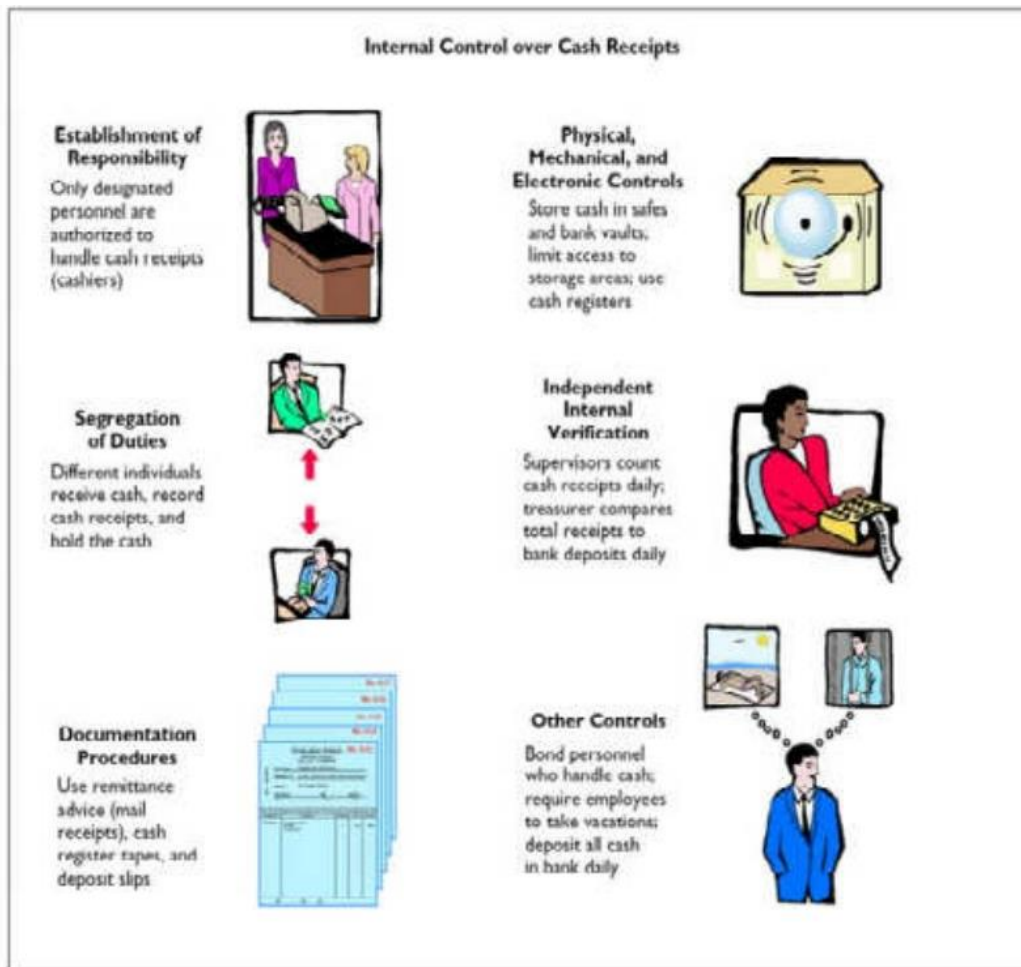 Internal Control over Cash Receipts
Establishment of
Responsibility
Only designated
personnel are
authorized to
handle cash receipts
(cashiers)
Physical,
Mechanical, and
Electronic Controls
Store cash in safes
and bank vaults;
limit access to
storage areas; use
cash registers
Segregation
of Duties
Different individuals
receive cash, record
cash receipts, and
hold the cash
Independent
Internal
Verification
Supervisors count
cash receipts daily;
treasurer compares
total receipts to
bank deposits daily
Documentation
Procedures
Use remittance
advice (mail
receipts), cash
register tapes, and
deposit slips
Other Controls
Bond personnel
who handle cash;
require employees
to take vacations;
deposit all cash
in bank daily